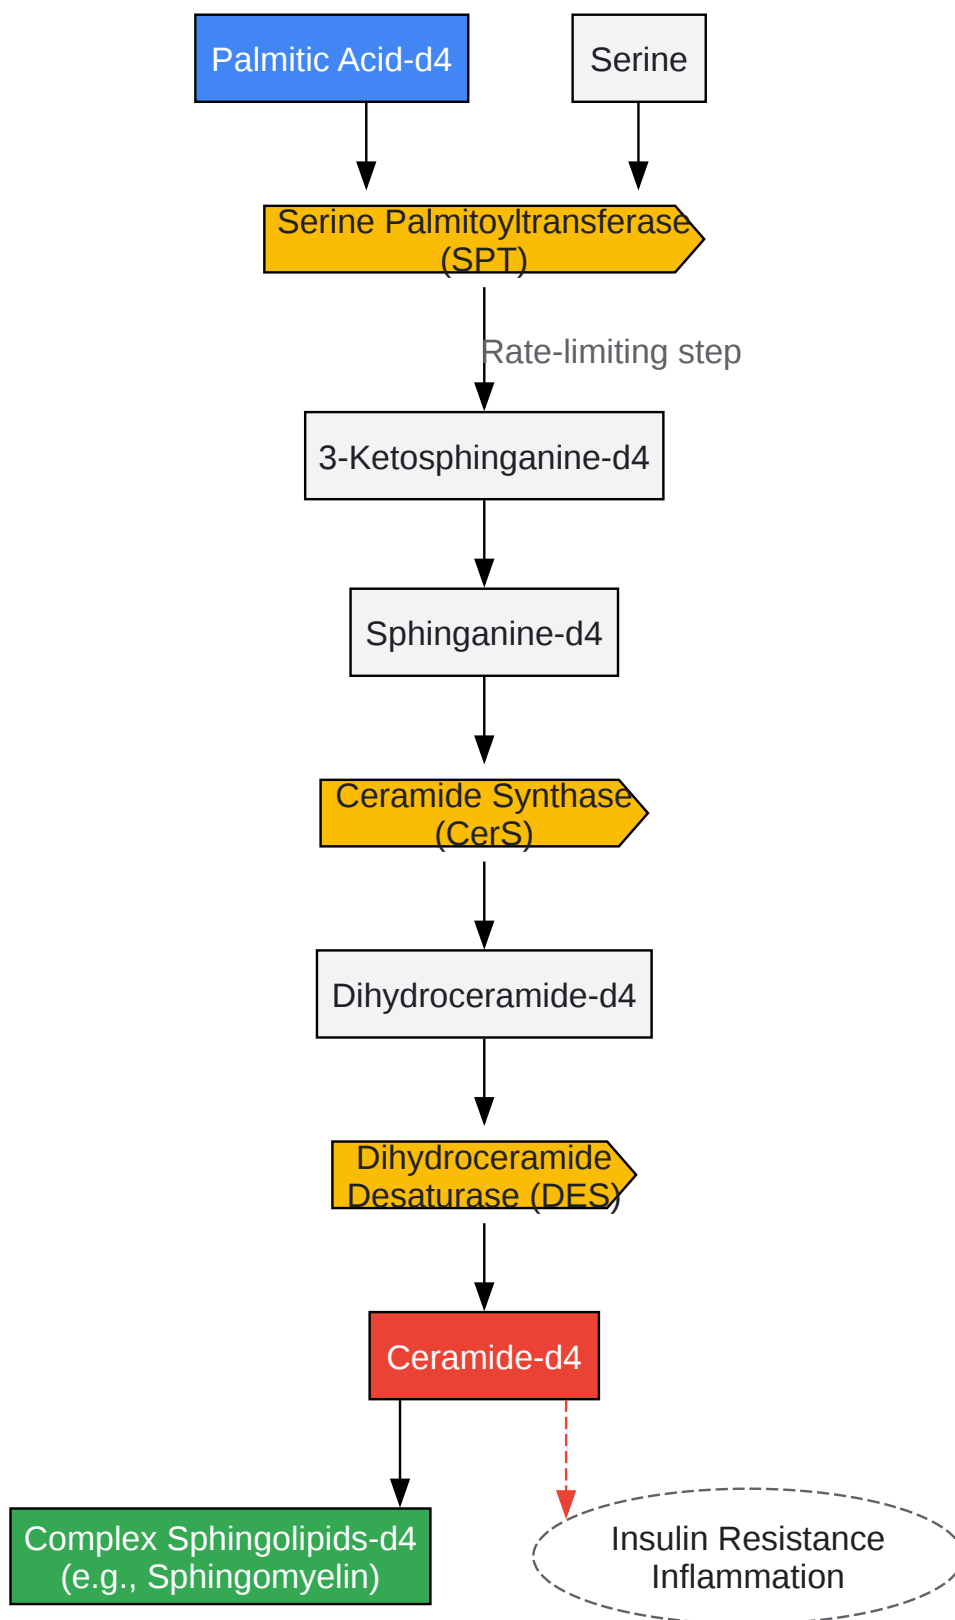 Palmitic Acid-d4
Serine
Serine Palmitoyltransferase
(SPT)
Rate-limiting step
3-Ketosphinganine-d4
Sphinganine-d4
Ceramide Synthase
(CerS)
Dihydroceramide-d4
Dihydroceramide
Desaturase (DES)
Ceramide-d4
Complex Sphingolipids-d4
(e.g., Sphingomyelin)
Insulin Resistance
Inflammation